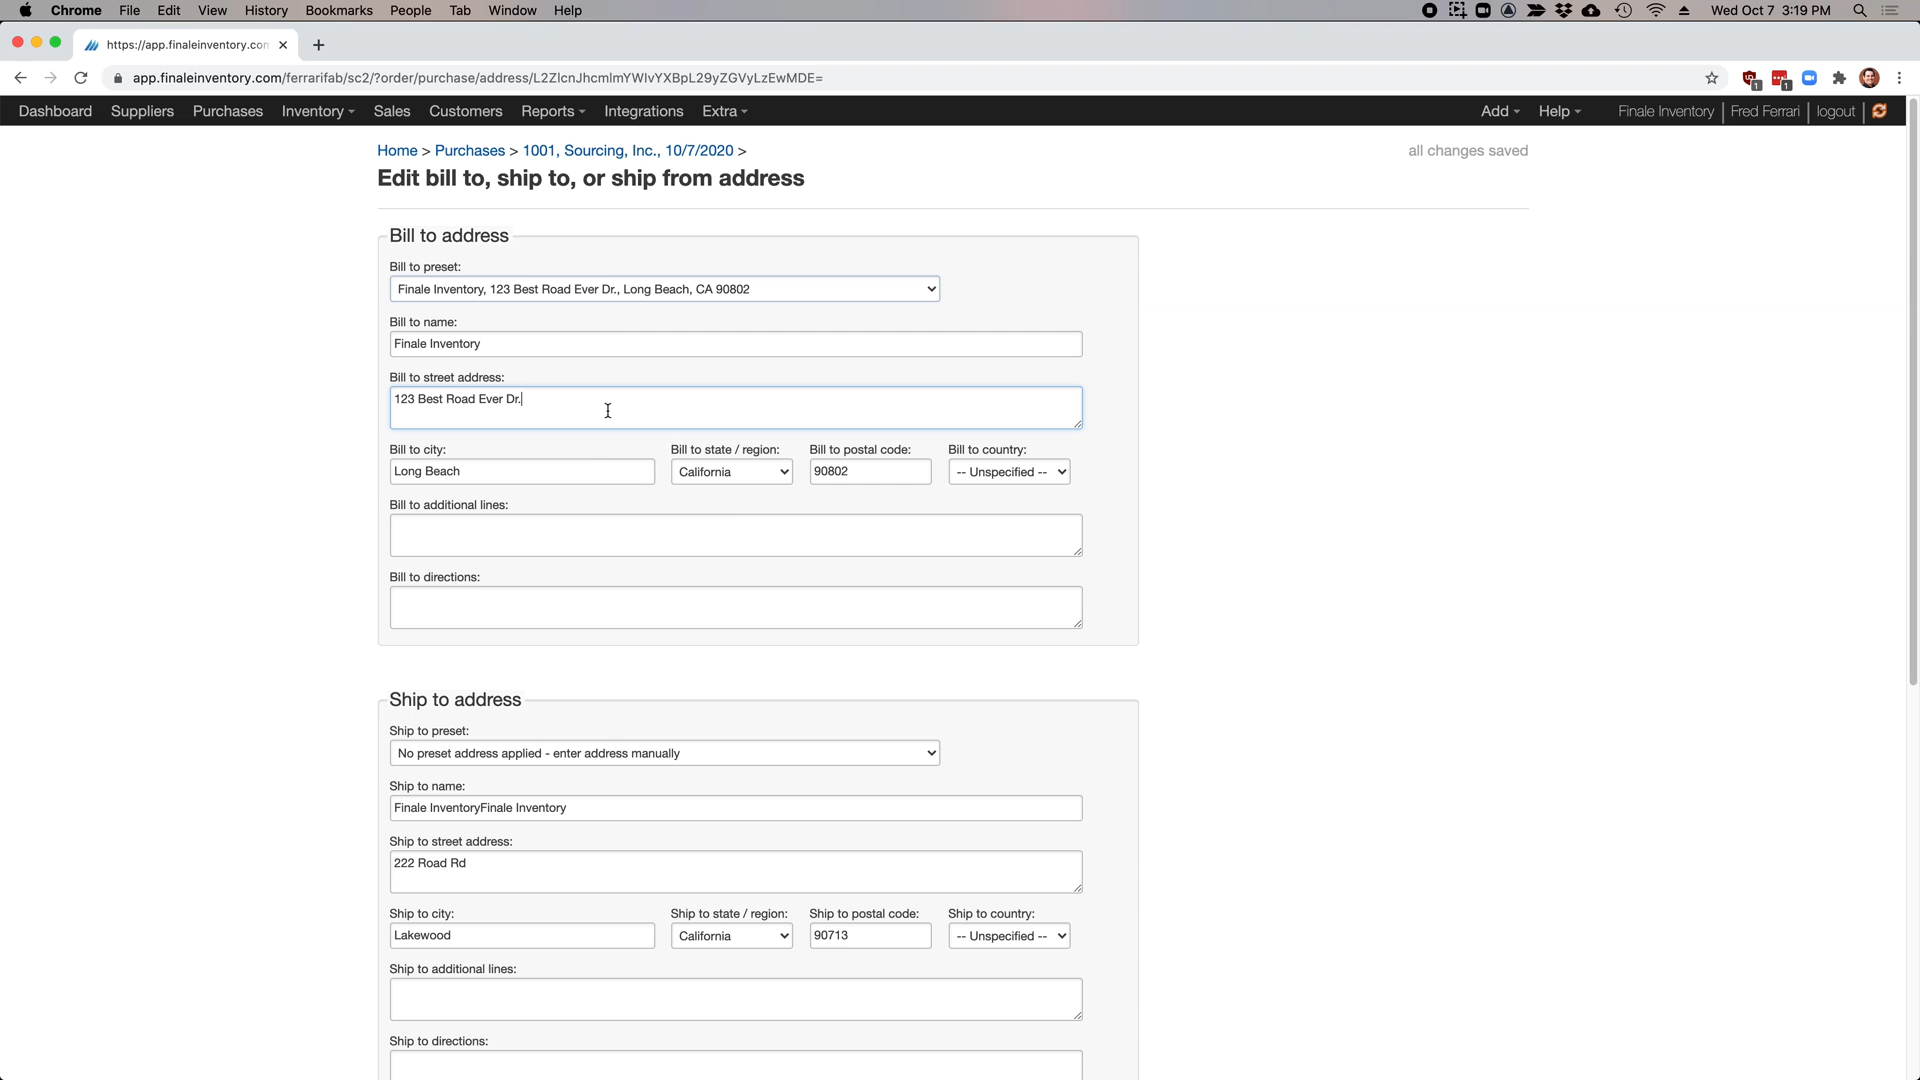 Chrome File Edit View History Bookmarks People Tab Window Help Wed Oct 7 3:19 PM
https://app.finaleinventory.com
app.finaleinventory.com/ferrarifab/sc2/?order/purchase/address/L2ZlcnJhcmlmYWIvYXBpL29yZGVyLzEwMDE= 1 1
Dashboard Suppliers Purchases Inventory Sales Customers Reports Integrations Extra Add Help Finale Inventory Fred Ferrari logout
Home > Purchases > 1001, Sourcing, Inc., 10/7/2020 > all changes saved
Edit bill to, ship to, or ship from address
Bill to address
Bill to preset:
Finale Inventory, 123 Best Road Ever Dr., Long Beach, CA 90802
Bill to name:
Finale Inventory
Bill to street address:
123 Best Road Ever Dr.
Bill to city: Bill to state / region: Bill to postal code: Bill to country:
Long Beach California 90802 -- Unspecified --
Bill to additional lines:
Bill to directions:
Ship to address
Ship to preset:
No preset address applied - enter address manually
Ship to name:
Finale InventoryFinale Inventory
Ship to street address:
222 Road Rd
Ship to city: Ship to state / region: Ship to postal code: Ship to country:
Lakewood California 90713 -- Unspecified --
Ship to additional lines:
Ship to directions: